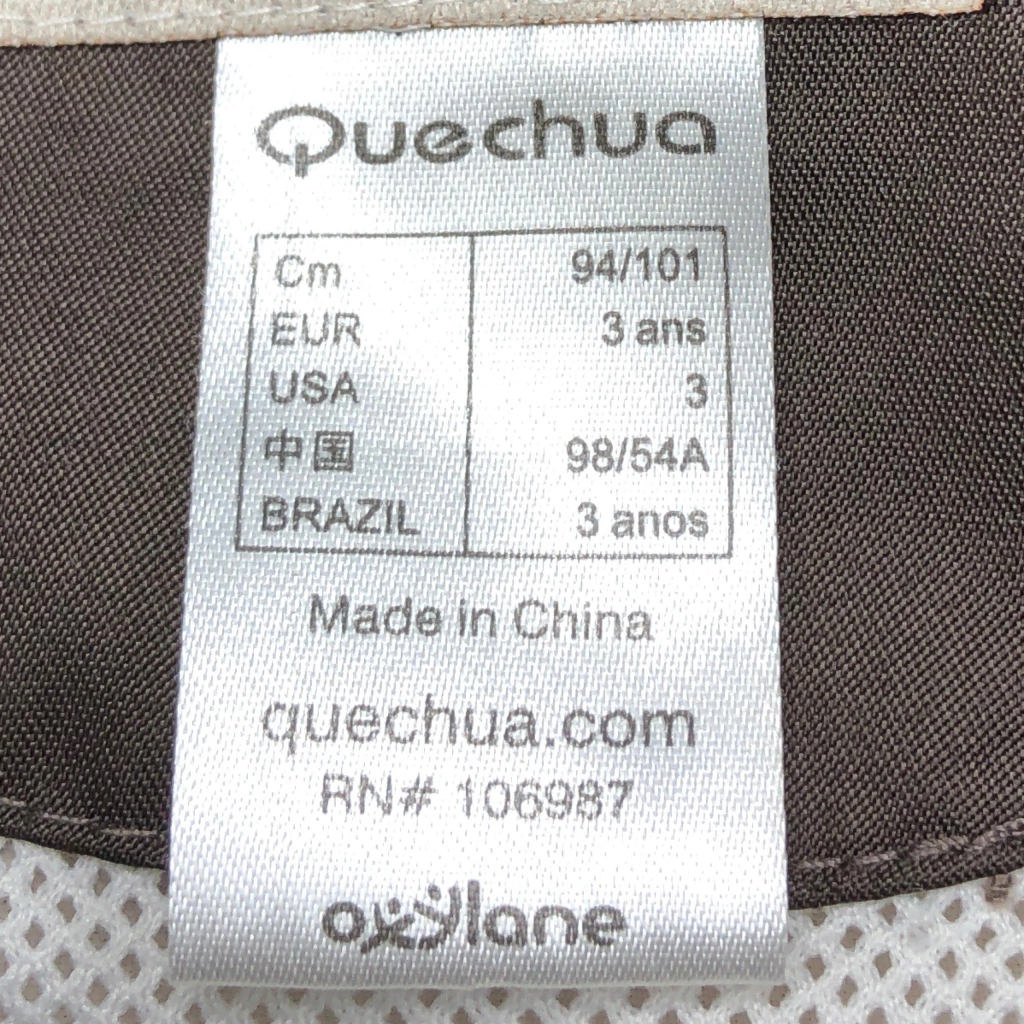 Quechua
Cm 94/101
EUR 3 ans
USA 3
中国 98/54A
BRAZIL 3 anos
Made in China
quechua.com
RN# 106987
oxylane